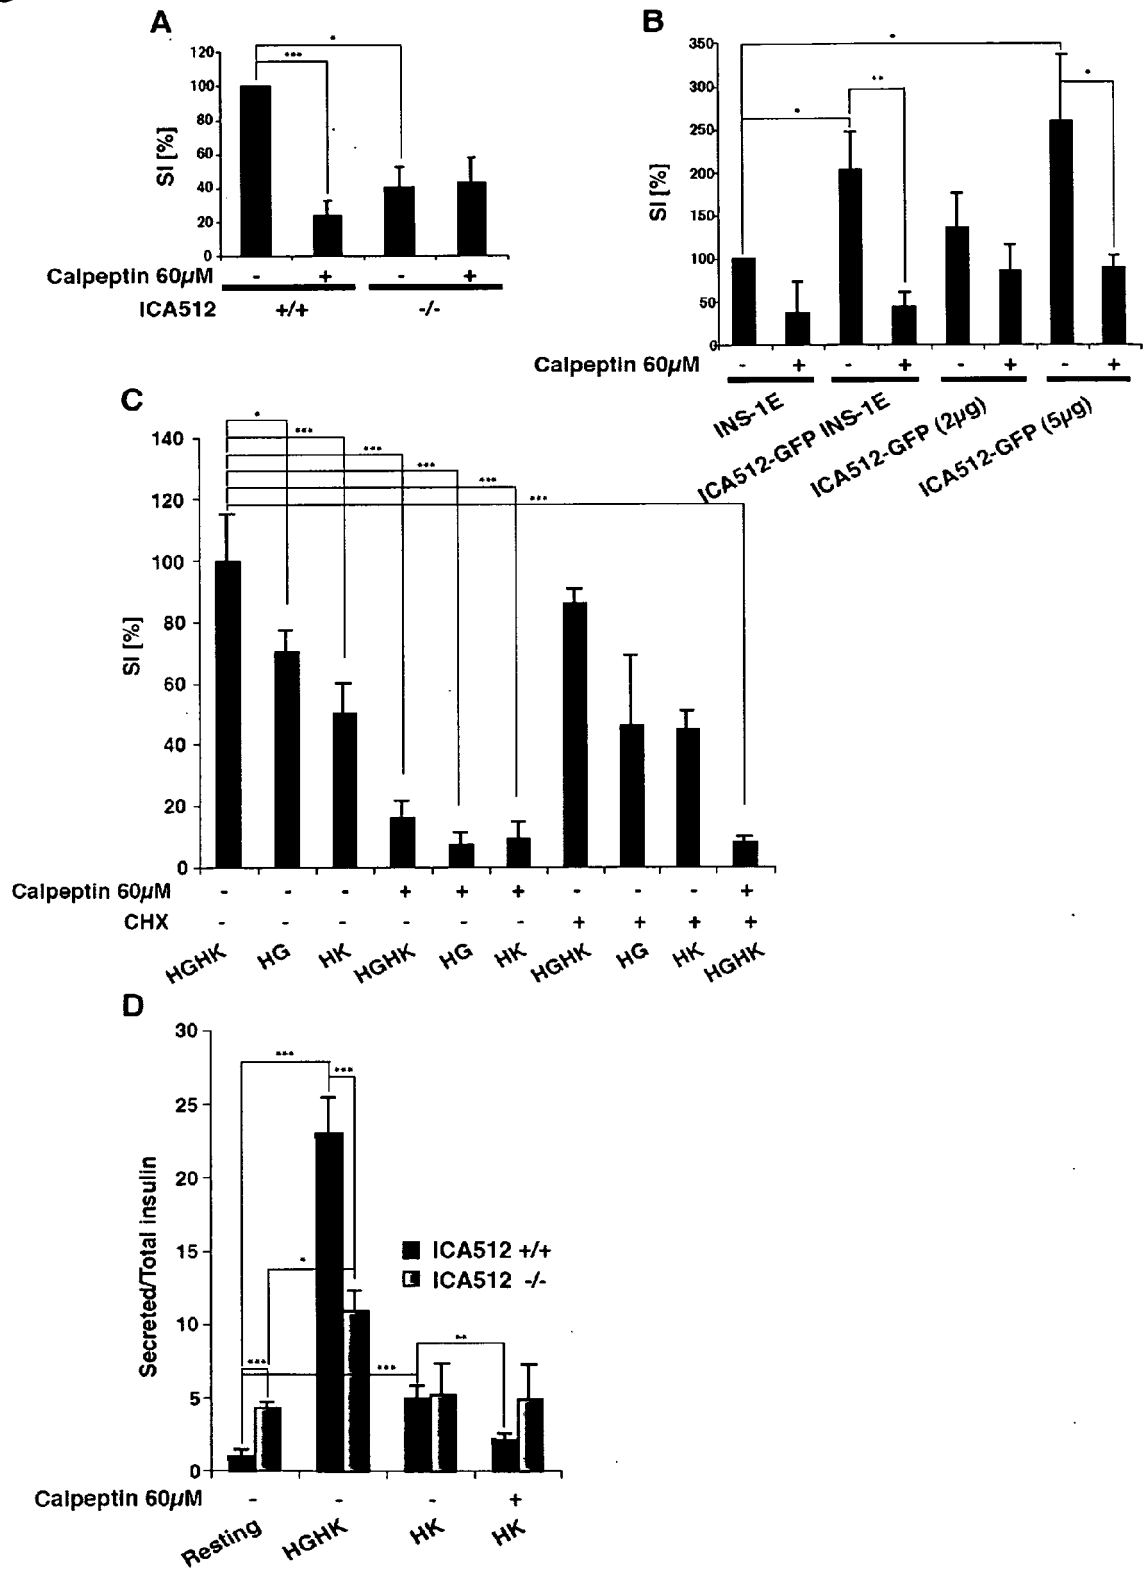 A
120
100
80
60
40
20
0
SI [%]
* ***
Calpeptin 60µM - + - +
ICA512 +/+ -/-
B
350
300
250
200
150
100
50
0
SI [%]
* * ** *
Calpeptin 60µM - + - + - + - +
INS-1E
ICA512-GFP INS-1E
ICA512-GFP (2µg)
ICA512-GFP (5µg)
C
140
120
100
80
60
40
20
0
SI [%]
*
***
***
***
***
***
Calpeptin 60µM - - - + + + - - - +
CHX - - - - - - + + + +
HGHK HG HK HGHK HG HK HGHK HG HK HGHK
D
30
25
20
15
10
5
0
Secreted/Total insulin
***
***
*
**
*** ***
ICA512 +/+
ICA512 -/-
Calpeptin 60µM - - - +
Resting HGHK HK HK